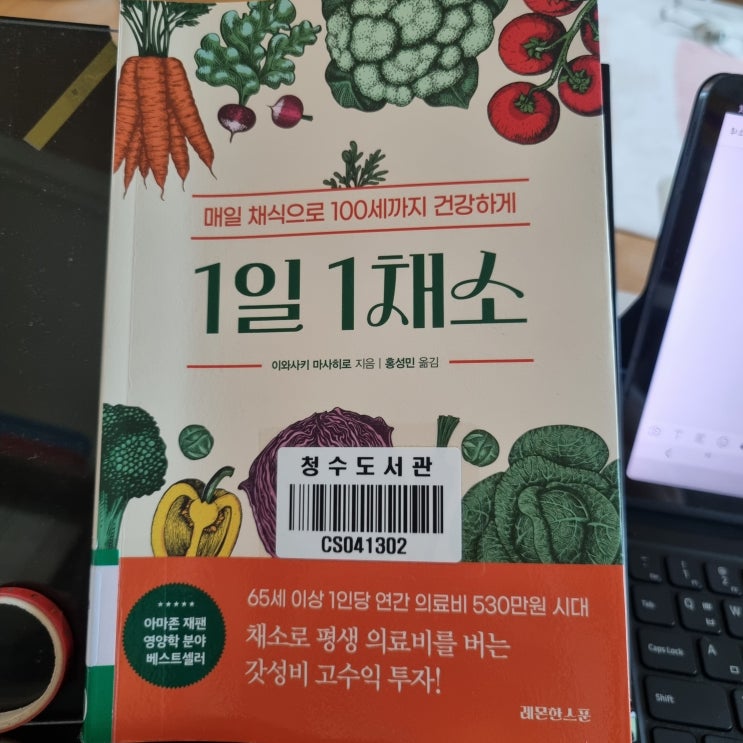 매일 채식으로 100세까지 건강하게
1일 1채소
이와사키 마사히로 지음 | 홍성민 옮김
청수도서관
CS041302
65세 이상 1인당 연간 의료비 530만원 시대
채소로 평생 의료비를 버는
갓성비 고수익 투자!
★★★★★
아마존 재팬
영양학 분야
베스트셀러
레몬한스푼
Tab
Caps Lock
Shift